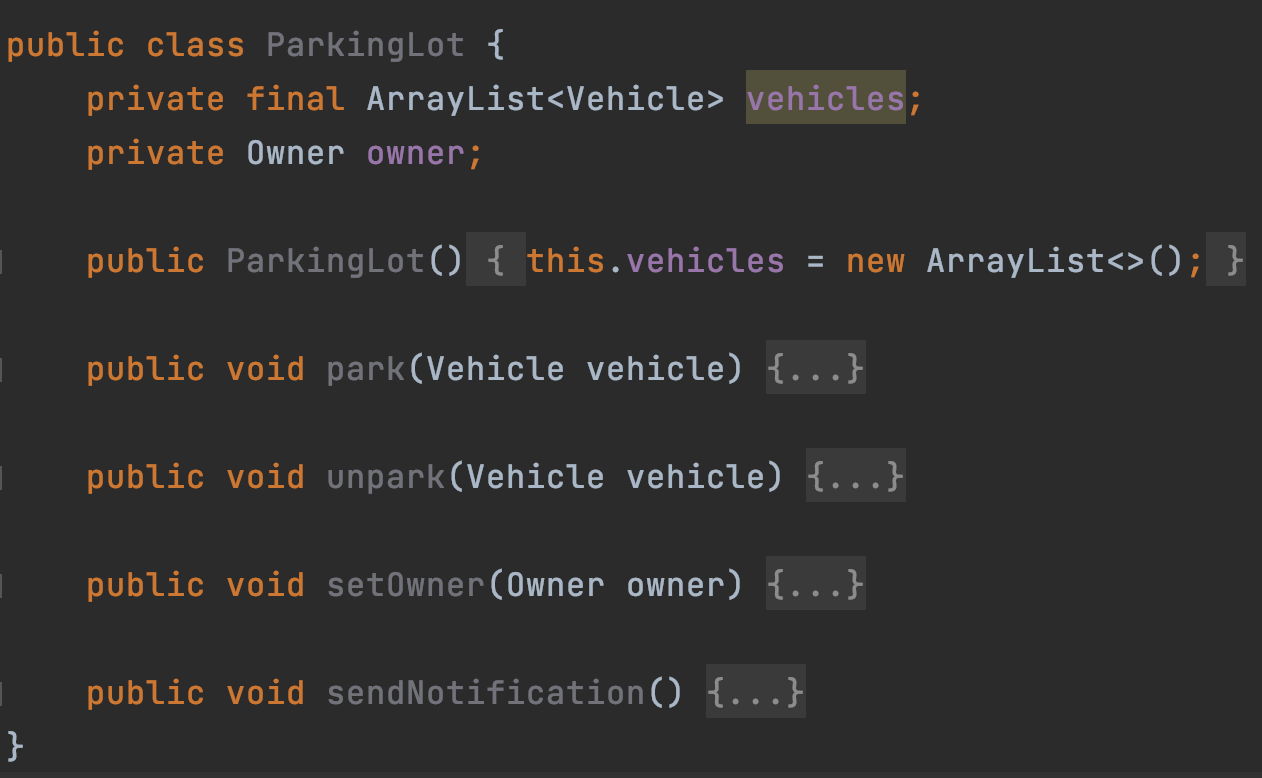 public class ParkingLot {
    private final ArrayList<Vehicle> vehicles;
    private Owner owner;

    public ParkingLot() { this.vehicles = new ArrayList<>(); }

    public void park(Vehicle vehicle) {...}

    public void unpark(Vehicle vehicle) {...}

    public void setOwner(Owner owner) {...}

    public void sendNotification() {...}
}